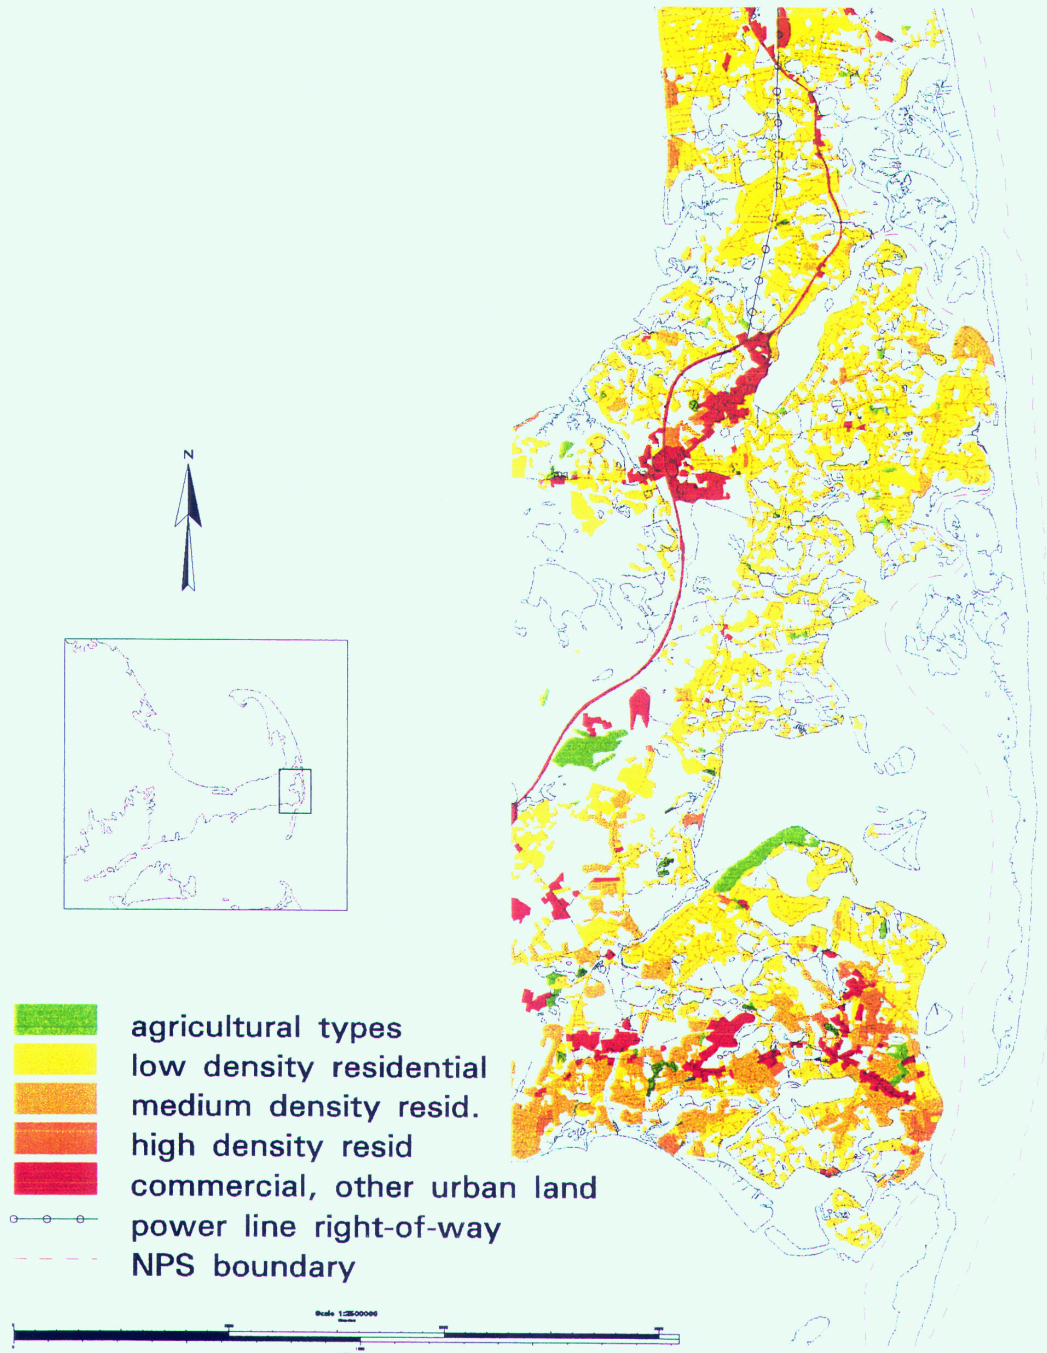 N
agricultural types
low density residential
medium density resid.
high density resid
commercial, other urban land
power line right-of-way
NPS boundary
Scale